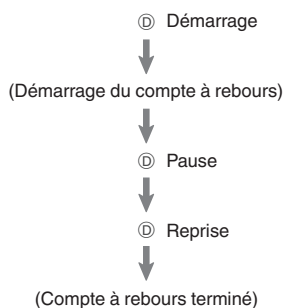 Ⓓ Démarrage
(Démarrage du compte à rebours)
Ⓓ Pause
Ⓓ Reprise
(Compte à rebours terminé)